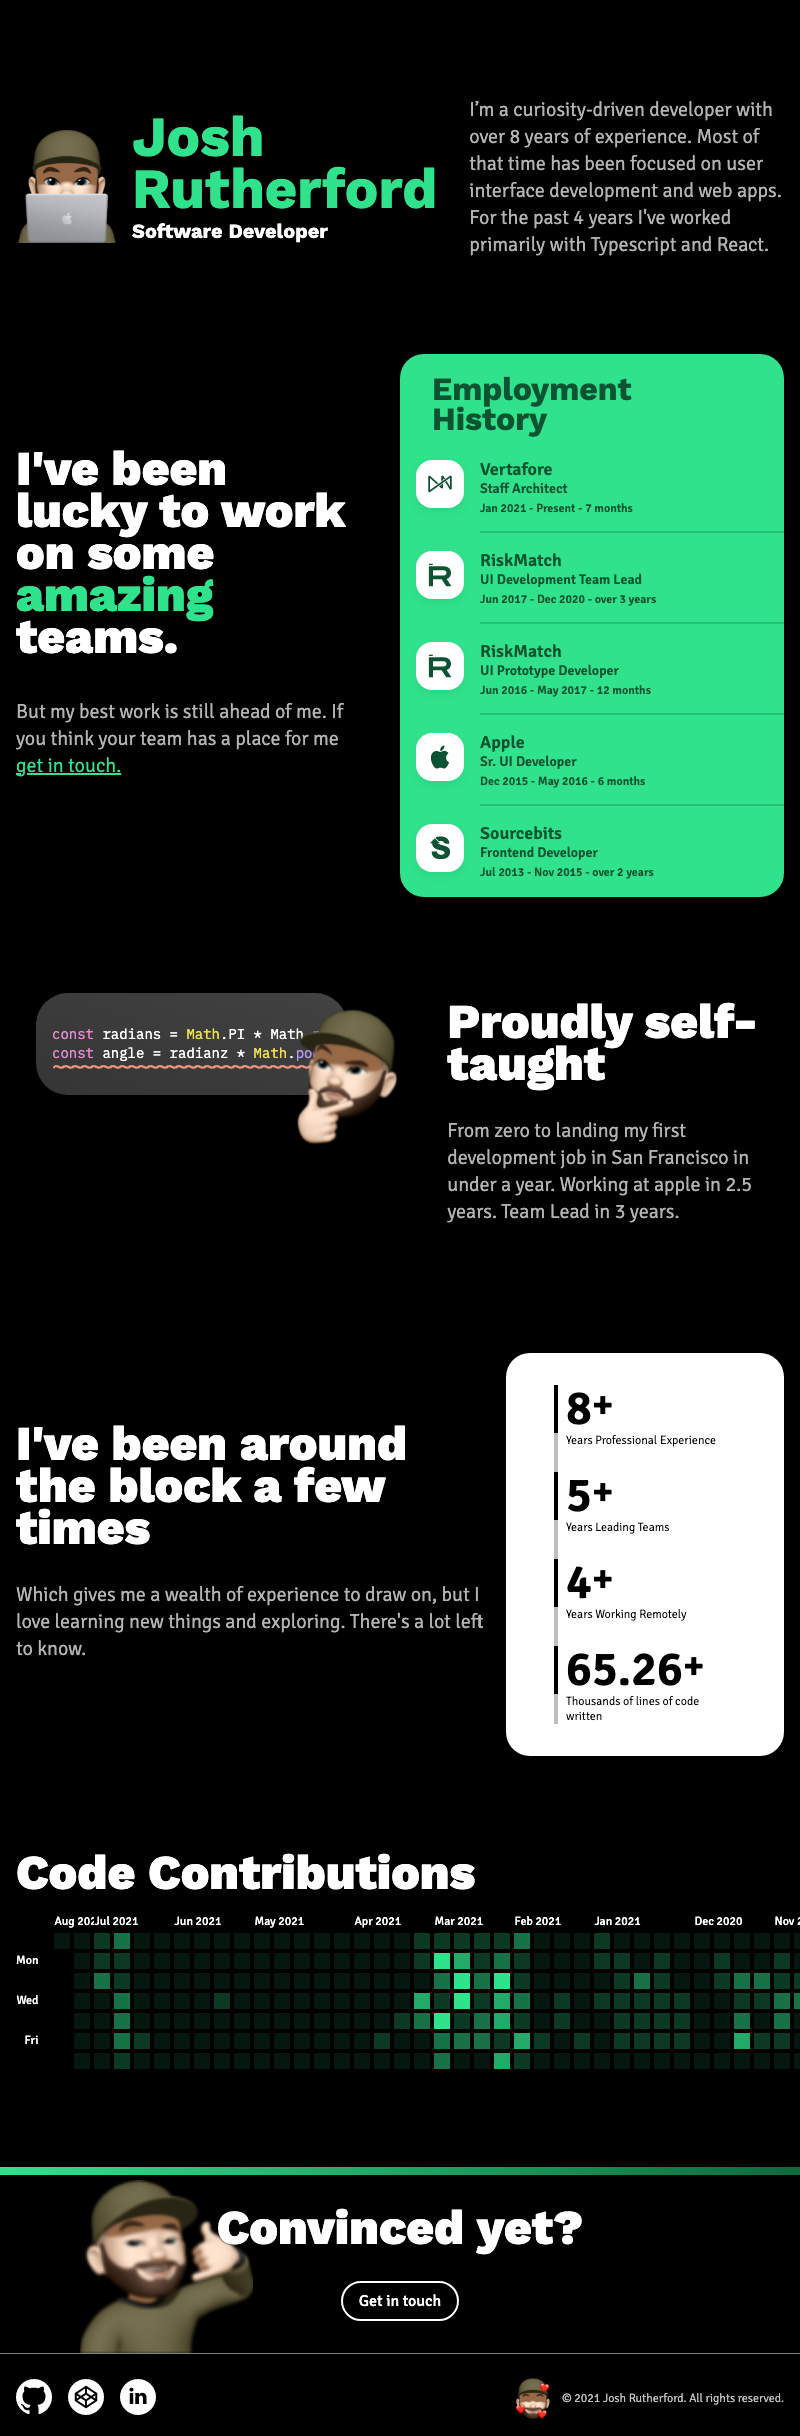 Josh
Rutherford
Software Developer
I'm a curiosity-driven developer with
over 8 years of experience. Most of
that time has been focused on user
interface development and web apps.
For the past 4 years I've worked
primarily with Typescript and React.
I've been
lucky to work
on some
amazing
teams.
But my best work is still ahead of me. If
you think your team has a place for me
get in touch.
Employment
History
Vertafore
Staff Architect
Jan 2021 - Present - 7 months
RiskMatch
UI Development Team Lead
Jun 2017 - Dec 2020 - over 3 years
RiskMatch
UI Prototype Developer
Jun 2016 - May 2017 - 12 months
Apple
Sr. UI Developer
Dec 2015 - May 2016 - 6 months
Sourcebits
Frontend Developer
Jul 2013 - Nov 2015 - over 2 years
const radians = Math.PI * Math
const angle = radianz * Math.po
Proudly self-
taught
From zero to landing my first
development job in San Francisco in
under a year. Working at apple in 2.5
years. Team Lead in 3 years.
I've been around
the block a few
times
Which gives me a wealth of experience to draw on, but I
love learning new things and exploring. There's a lot left
to know.
8+
Years Professional Experience
5+
Years Leading Teams
4+
Years Working Remotely
65.26+
Thousands of lines of code
written
Code Contributions
Aug 202 Jul 2021 Jun 2021 May 2021 Apr 2021 Mar 2021 Feb 2021 Jan 2021 Dec 2020 Nov 2
Mon
Wed
Fri
Convinced yet?
Get in touch
in
© 2021 Josh Rutherford. All rights reserved.